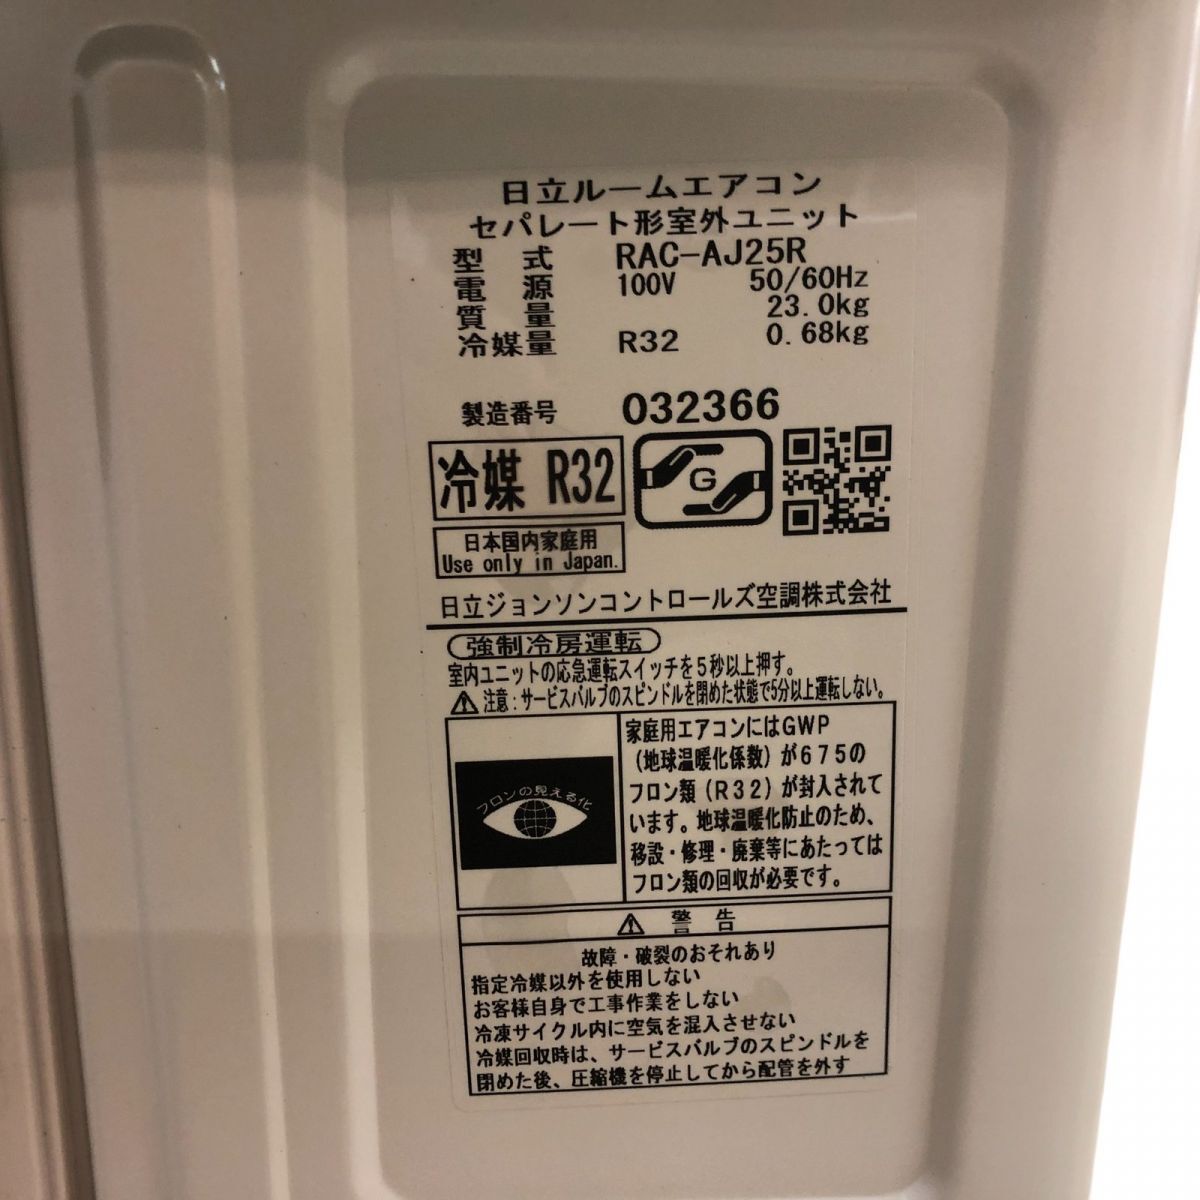 日立ルームエアコン
セパレート形室外ユニット
型 式 RAC-AJ25R
電 源 100V 50/60Hz
質 量 23.0kg
冷媒量 R32 0.68kg
製造番号 032366
冷媒 R32
G
日本国内家庭用
Use only in Japan.
日立ジョンソンコントロールズ空調株式会社
強制冷房運転
室内ユニットの応急運転スイッチを5秒以上押す。
注意:サービスバルブのスピンドルを閉めた状態で5分以上運転しない。
フロンの見える化
家庭用エアコンにはGWP
(地球温暖化係数)が675の
フロン類(R32)が封入されて
います。地球温暖化防止のため、
移設・修理・廃棄等にあたっては
フロン類の回収が必要です。
警 告
故障・破裂のおそれあり
指定冷媒以外を使用しない
お客様自身で工事作業をしない
冷凍サイクル内に空気を混入させない
冷媒回収時は、サービスバルブのスピンドルを
閉めた後、圧縮機を停止してから配管を外す